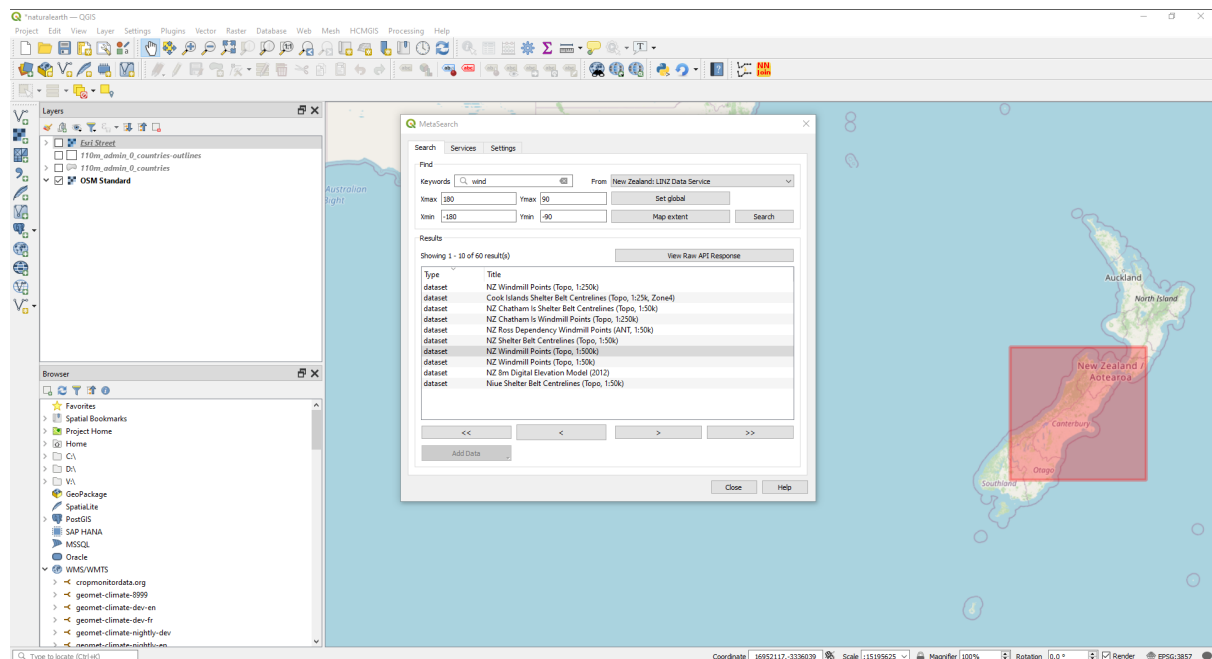 *naturalearth — QGIS
Project Edit View Layer Settings Plugins Vector Raster Database Web Mesh HCMGIS Processing Help
Layers
Esri Street
110m_admin_0_countries-outlines
110m_admin_0_countries
OSM Standard
Browser
Favorites
Spatial Bookmarks
Project Home
Home
C:\
D:\
V:\
GeoPackage
SpatiaLite
PostGIS
SAP HANA
MSSQL
Oracle
WMS/WMTS
cropmonitordata.org
geomet-climate-8999
geomet-climate-dev-en
geomet-climate-dev-fr
geomet-climate-nightly-dev
geomet-climate-nightly-en
MetaSearch
Search Services Settings
Find
Keywords wind From New Zealand: LINZ Data Service
Xmax 180 Ymax 90 Set global
Xmin -180 Ymin -90 Map extent Search
Results
Showing 1 - 10 of 60 result(s) View Raw API Response
Type Title
dataset NZ Windmill Points (Topo, 1:250k)
dataset Cook Islands Shelter Belt Centrelines (Topo, 1:25k, Zone4)
dataset NZ Chatham Is Shelter Belt Centrelines (Topo, 1:50k)
dataset NZ Chatham Is Windmill Points (Topo, 1:250k)
dataset NZ Ross Dependency Windmill Points (ANT, 1:50k)
dataset NZ Shelter Belt Centrelines (Topo, 1:50k)
dataset NZ Windmill Points (Topo, 1:500k)
dataset NZ Windmill Points (Topo, 1:50k)
dataset NZ 8m Digital Elevation Model (2012)
dataset Niue Shelter Belt Centrelines (Topo, 1:50k)
<< < > >>
Add Data
Close Help
Australian
Bight
Auckland
North Island
New Zealand /
Aotearoa
Canterbury
Otago
Southland
Type to locate (Ctrl+K) Coordinate 16952117,-3336039 Scale :15195625 Magnifier 100% Rotation 0.0 ° Render EPSG:3857